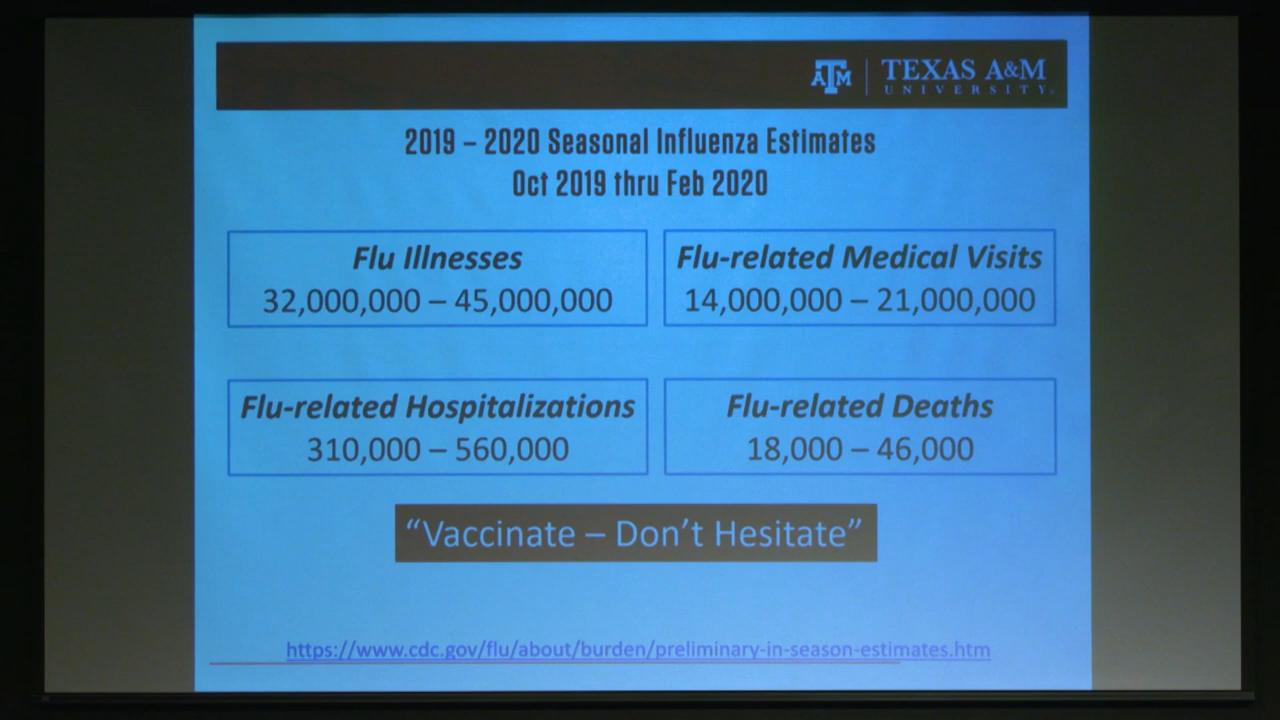 ATM | TEXAS A&M
UNIVERSITY®
2019 – 2020 Seasonal Influenza Estimates
Oct 2019 thru Feb 2020
Flu Illnesses
32,000,000 – 45,000,000
Flu-related Medical Visits
14,000,000 – 21,000,000
Flu-related Hospitalizations
310,000 – 560,000
Flu-related Deaths
18,000 – 46,000
“Vaccinate – Don’t Hesitate”
https://www.cdc.gov/flu/about/burden/preliminary-in-season-estimates.htm